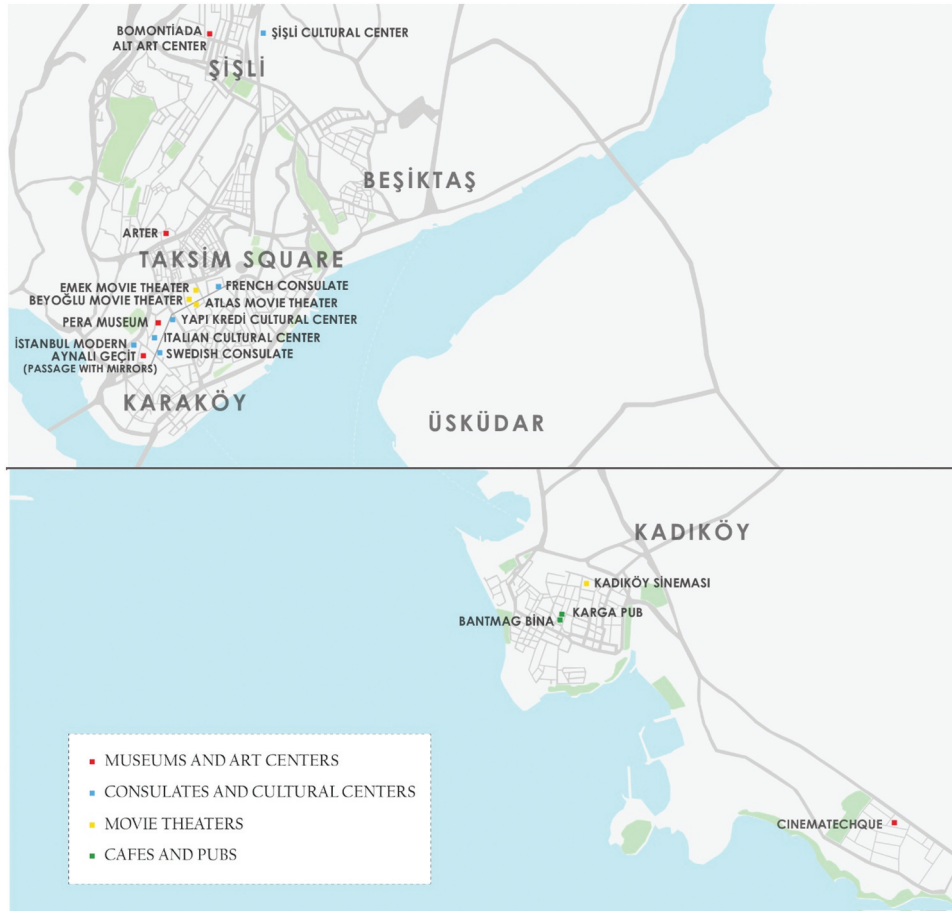 BOMONTİADA
ALT ART CENTER
ŞİŞLİ CULTURAL CENTER
ŞİŞLİ
BEŞİKTAŞ
ARTER
TAKSİM SQUARE
EMEK MOVIE THEATER
FRENCH CONSULATE
BEYOĞLU MOVIE THEATER
ATLAS MOVIE THEATER
PERA MUSEUM
YAPI KREDİ CULTURAL CENTER
İSTANBUL MODERN
ITALIAN CULTURAL CENTER
AYNALI GEÇİT
SWEDISH CONSULATE
(PASSAGE WITH MIRRORS)
KARAKÖY
ÜSKÜDAR
KADIKÖY
KADIKÖY SİNEMASI
KARGA PUB
BANTMAG BİNA
MUSEUMS AND ART CENTERS
CONSULATES AND CULTURAL CENTERS
MOVIE THEATERS
CAFES AND PUBS
CINEMATECHQUE